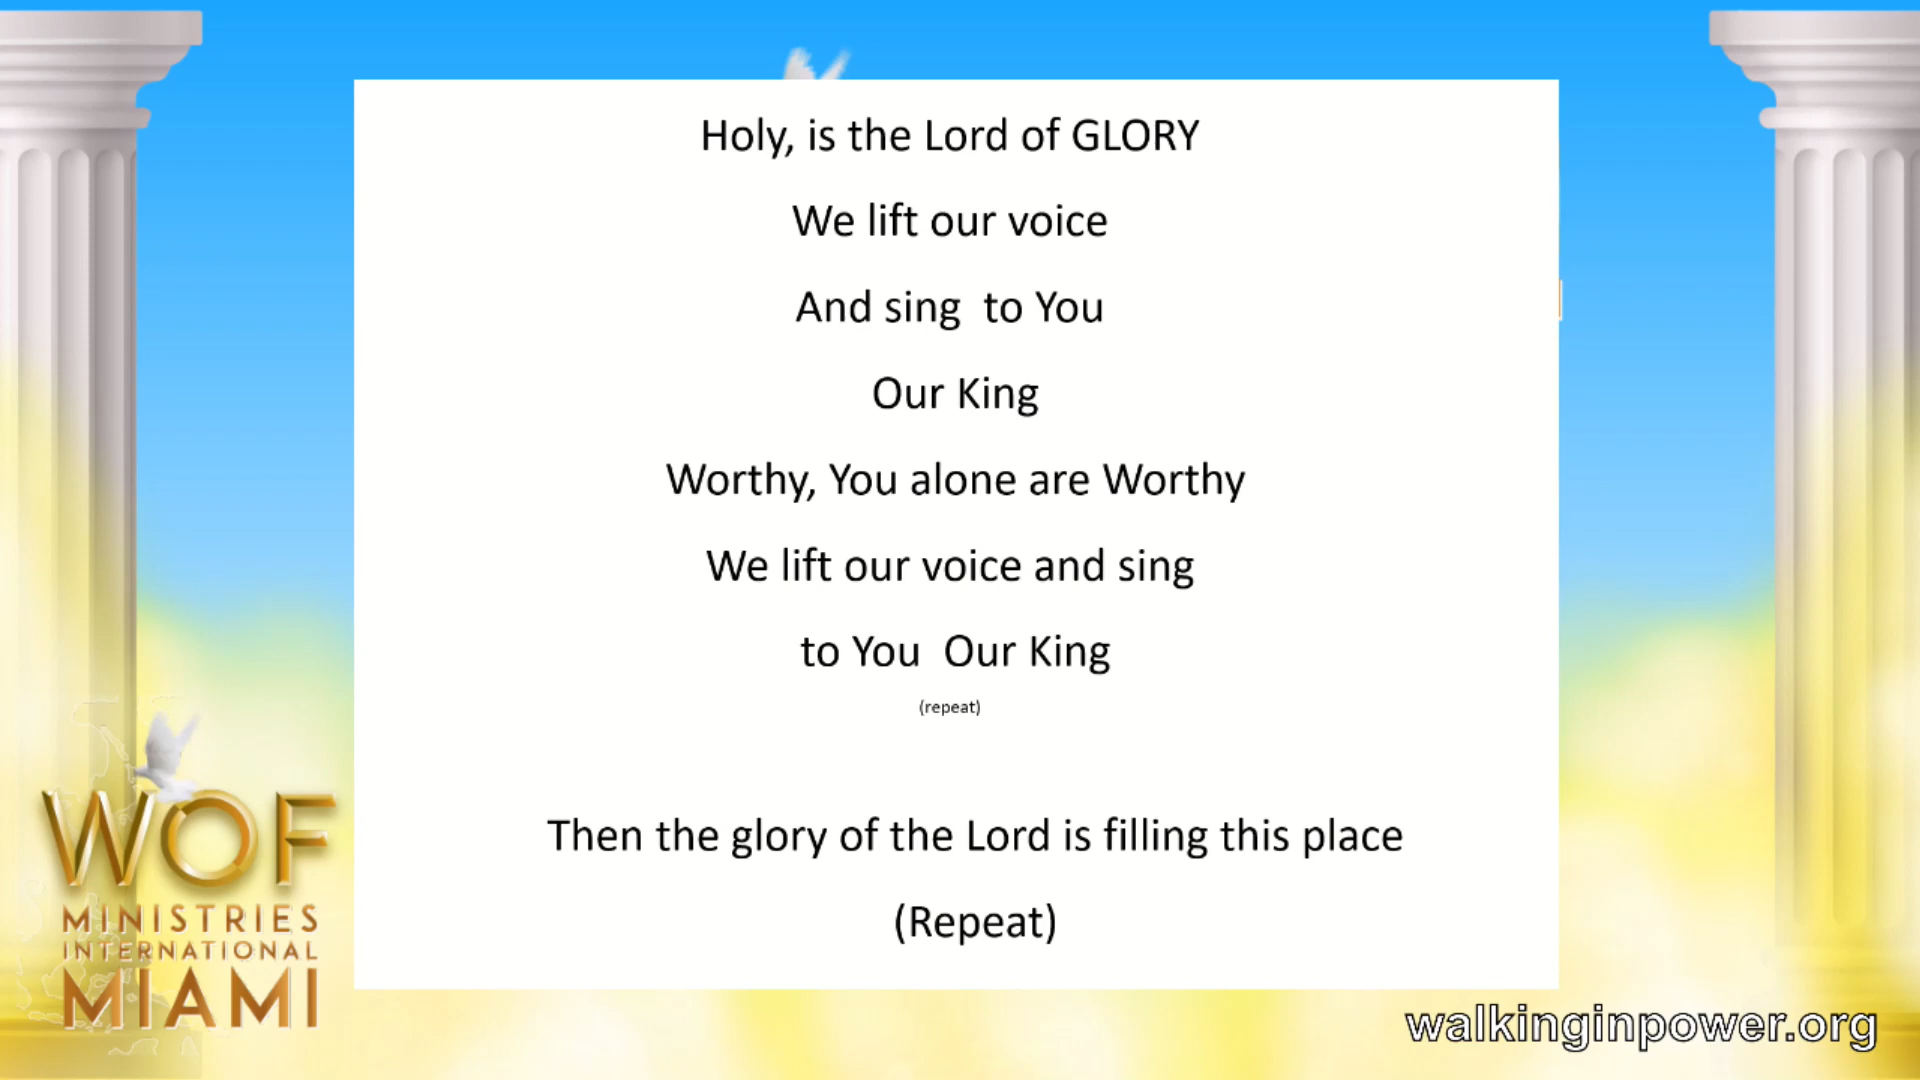 Holy, is the Lord of GLORY
We lift our voice
And sing  to You
Our King
Worthy, You alone are Worthy
We lift our voice and sing
to You  Our King
(repeat)
Then the glory of the Lord is filling this place
(Repeat)
WOF
MINISTRIES
INTERNATIONAL
MIAMI
walkinginpower.org